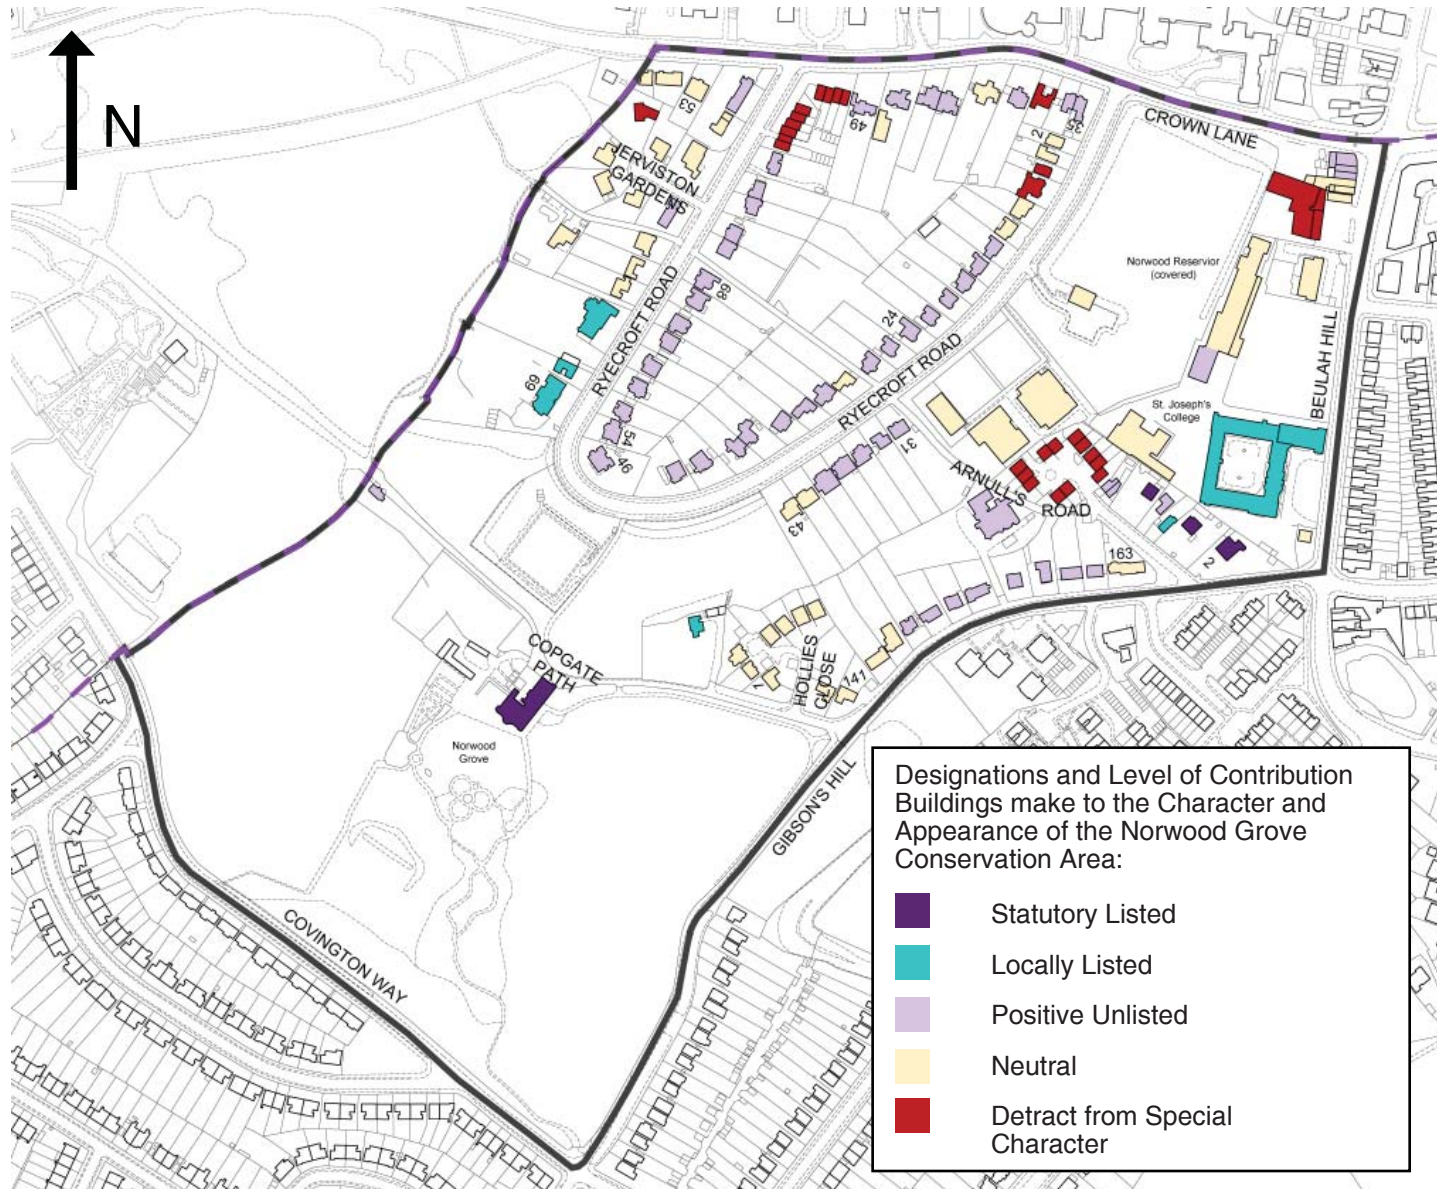 N
CROWN LANE
53
49
35
2
JERVISTON
GARDENS
Norwood Reservior
(covered)
RYECROFT ROAD
68
24
RYECROFT ROAD
BEULAH HILL
69
St. Joseph's
College
54
46
31
ARNULL'S
ROAD
43
163
2
COPGATE
PATH
HOLLIES
CLOSE
1
141
Norwood
Grove
GIBSON'S HILL
COVINGTON WAY
Designations and Level of Contribution
Buildings make to the Character and
Appearance of the Norwood Grove
Conservation Area:
Statutory Listed
Locally Listed
Positive Unlisted
Neutral
Detract from Special
Character